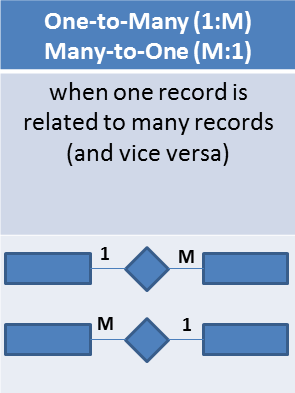 One-to-Many (1:M)
Many-to-One (M:1)
when one record is
related to many records
(and vice versa)
1 M
M 1